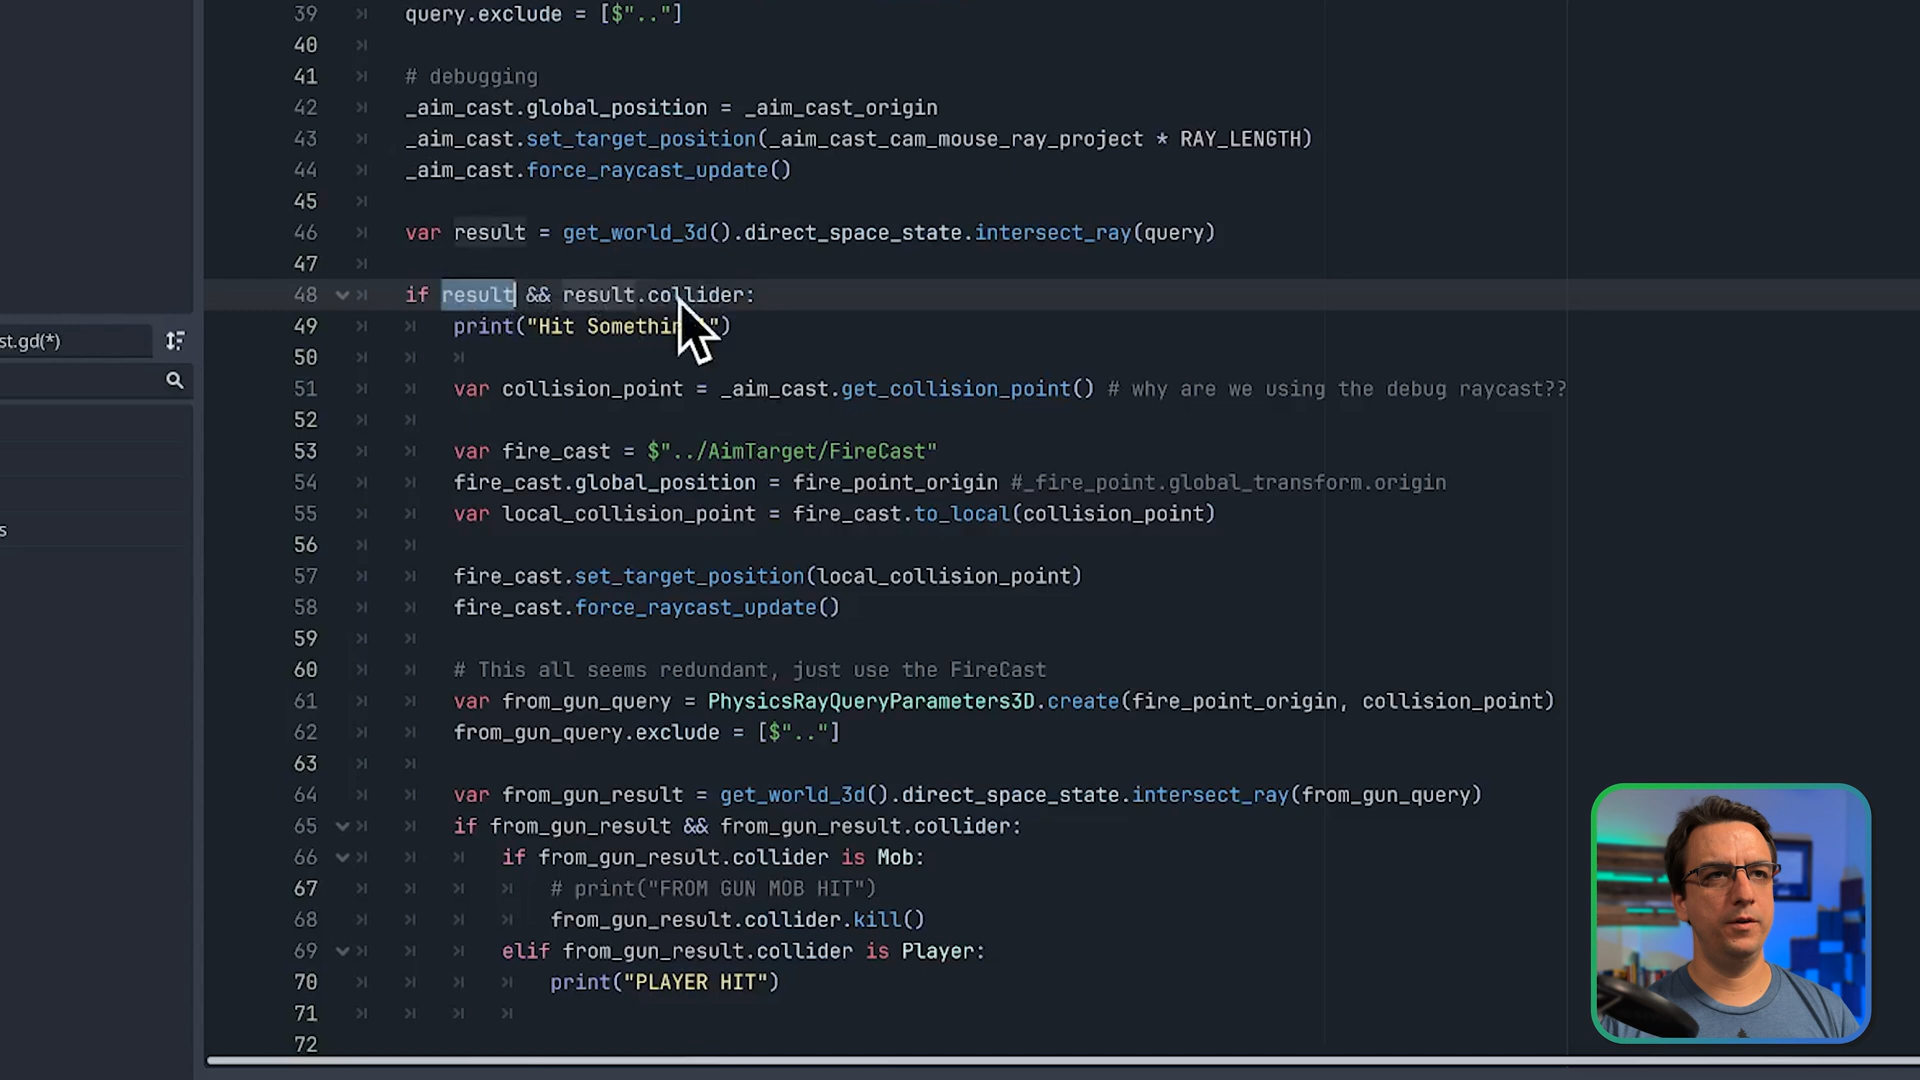 39 query.exclude = [$".."]
40
41 # debugging
42 _aim_cast.global_position = _aim_cast_origin
43 _aim_cast.set_target_position(_aim_cast_cam_mouse_ray_project * RAY_LENGTH)
44 _aim_cast.force_raycast_update()
45
46 var result = get_world_3d().direct_space_state.intersect_ray(query)
47
48 if result && result.collider:
st.gd(*)
49 print("Hit Somethin ")
50
51 var collision_point = _aim_cast.get_collision_point() # why are we using the debug raycast??
52
53 var fire_cast = $"../AimTarget/FireCast"
54 fire_cast.global_position = fire_point_origin #_fire_point.global_transform.origin
55 var local_collision_point = fire_cast.to_local(collision_point)
s
56
57 fire_cast.set_target_position(local_collision_point)
58 fire_cast.force_raycast_update()
59
60 # This all seems redundant, just use the FireCast
61 var from_gun_query = PhysicsRayQueryParameters3D.create(fire_point_origin, collision_point)
62 from_gun_query.exclude = [$".."]
63
64 var from_gun_result = get_world_3d().direct_space_state.intersect_ray(from_gun_query)
65 if from_gun_result && from_gun_result.collider:
66 if from_gun_result.collider is Mob:
67 # print("FROM GUN MOB HIT")
68 from_gun_result.collider.kill()
69 elif from_gun_result.collider is Player:
70 print("PLAYER HIT")
71
72